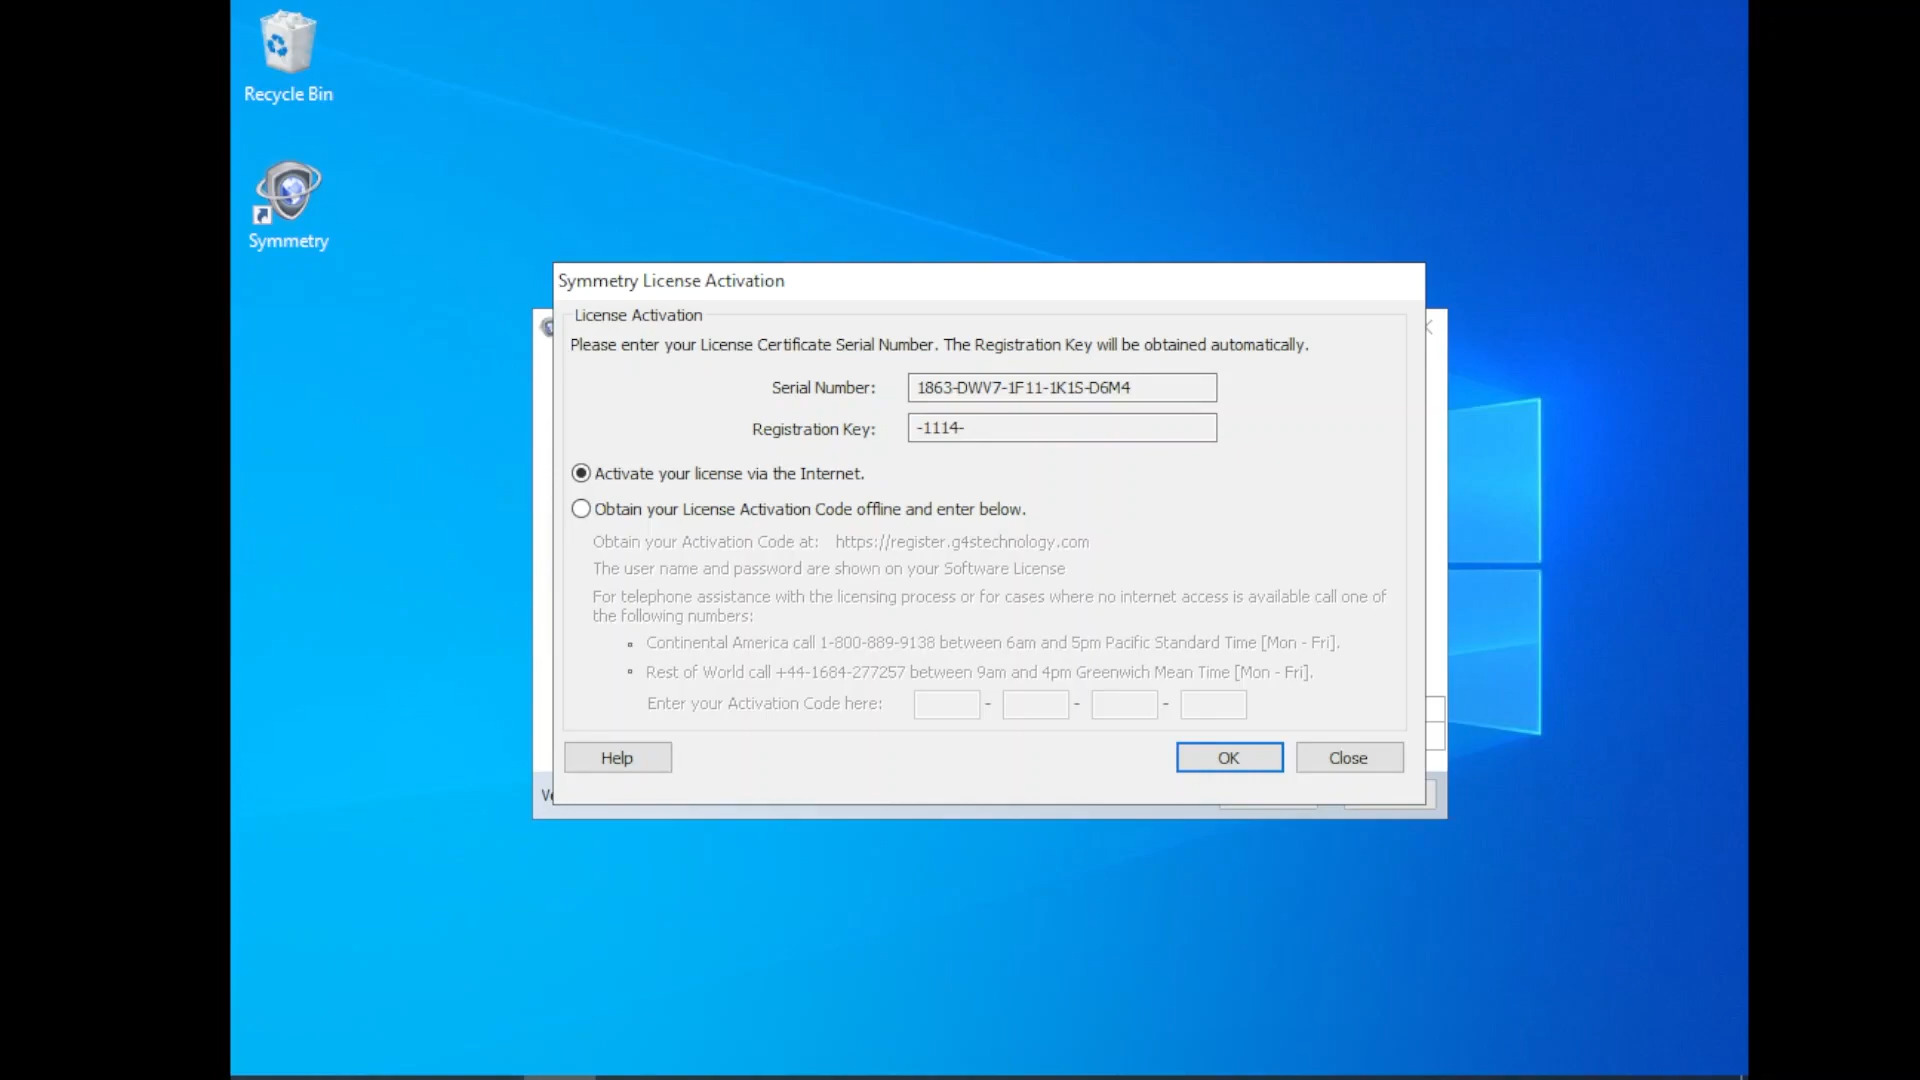 Recycle Bin
Symmetry
Symmetry License Activation
License Activation
Please enter your License Certificate Serial Number. The Registration Key will be obtained automatically.
Serial Number: 1863-DWV7-1F11-1K1S-D6M4
Registration Key: -1114-
Activate your license via the Internet.
Obtain your License Activation Code offline and enter below.
Obtain your Activation Code at: https://register.g4stechnology.com
The user name and password are shown on your Software License
For telephone assistance with the licensing process or for cases where no internet access is available call one of
the following numbers:
Continental America call 1-800-889-9138 between 6am and 5pm Pacific Standard Time [Mon - Fri].
Rest of World call +44-1684-277257 between 9am and 4pm Greenwich Mean Time [Mon - Fri].
Enter your Activation Code here: - - -
Help OK Close